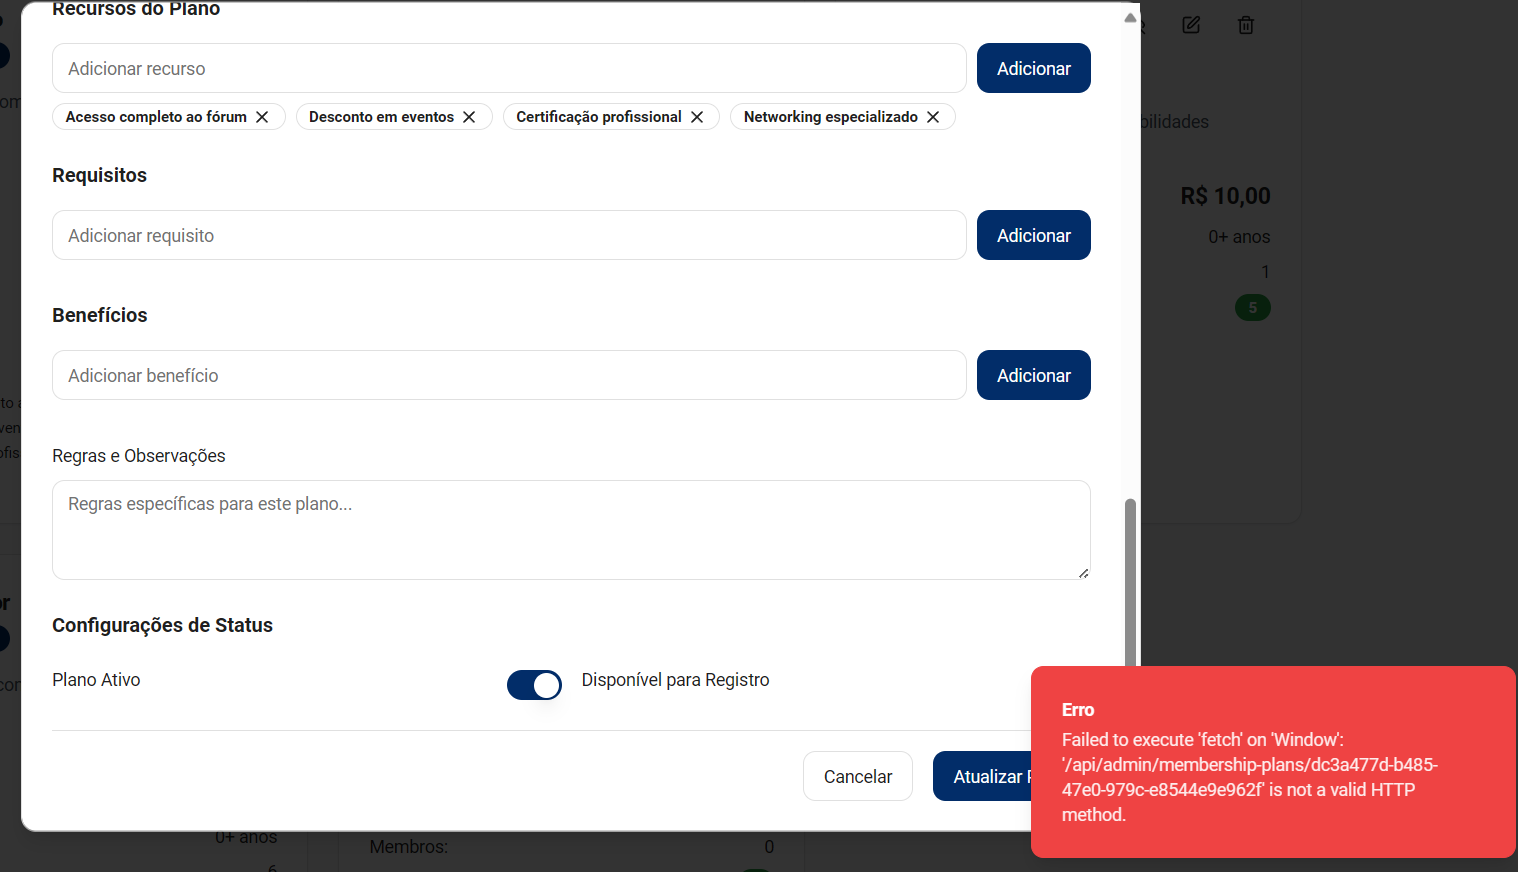 Recursos do Plano
Adicionar recurso
Adicionar
Acesso completo ao fórum
Desconto em eventos
Certificação profissional
Networking especializado
bilidades
Requisitos
R$ 10,00
Adicionar requisito
Adicionar
0+ anos
1
5
Benefícios
Adicionar benefício
Adicionar
Regras e Observações
Regras específicas para este plano...
Configurações de Status
Plano Ativo
Disponível para Registro
Cancelar
Atualizar
Erro
Failed to execute 'fetch' on 'Window':
'/api/admin/membership-plans/dc3a477d-b485-
47e0-979c-e8544e9e962f' is not a valid HTTP
method.
0+ anos
Membros:
0